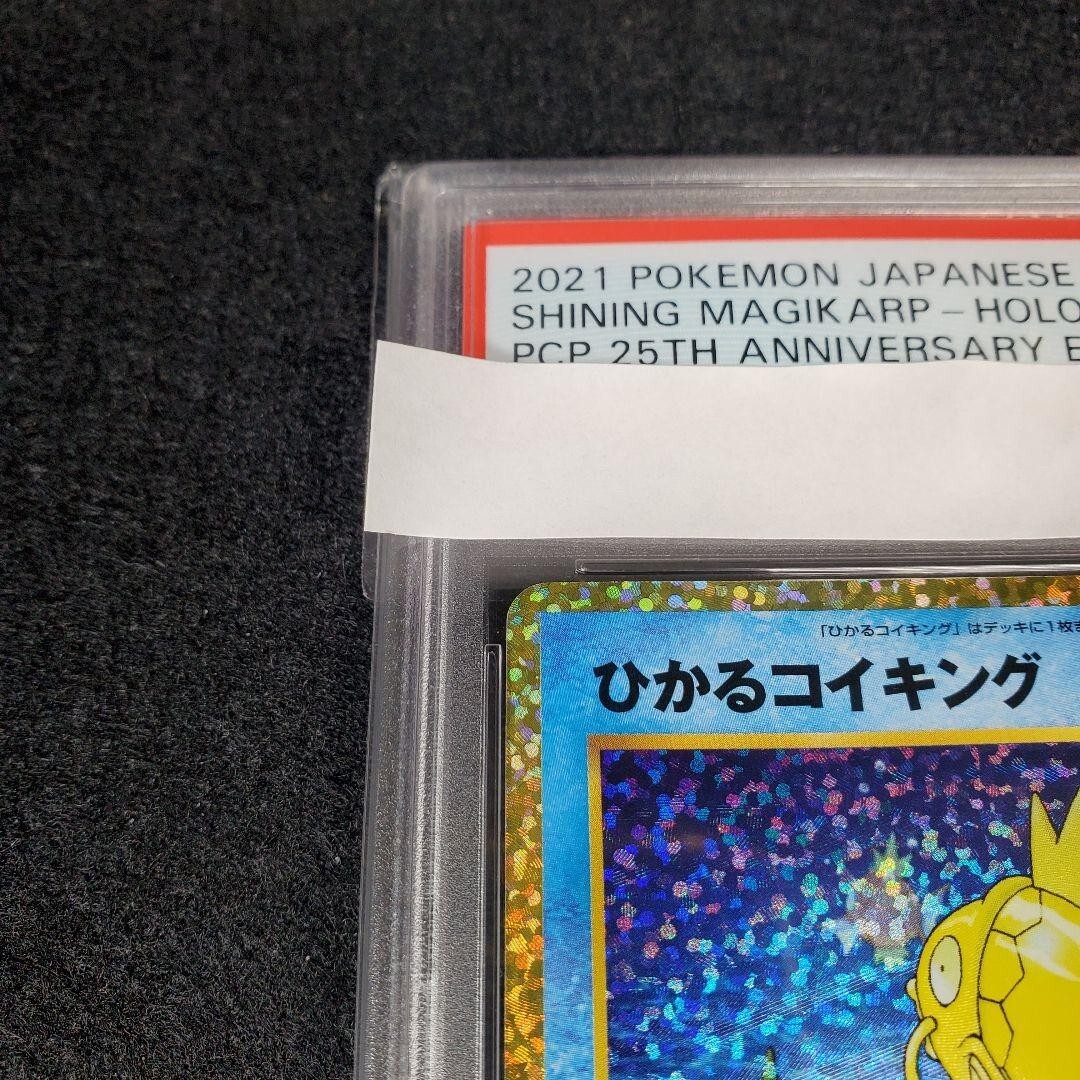 2021 POKEMON JAPANESE
SHINING MAGIKARP – HOLO
PCP 25TH ANNIVERSARY E
「ひかるコイキング」はデッキに1枚ま
ひかるコイキング